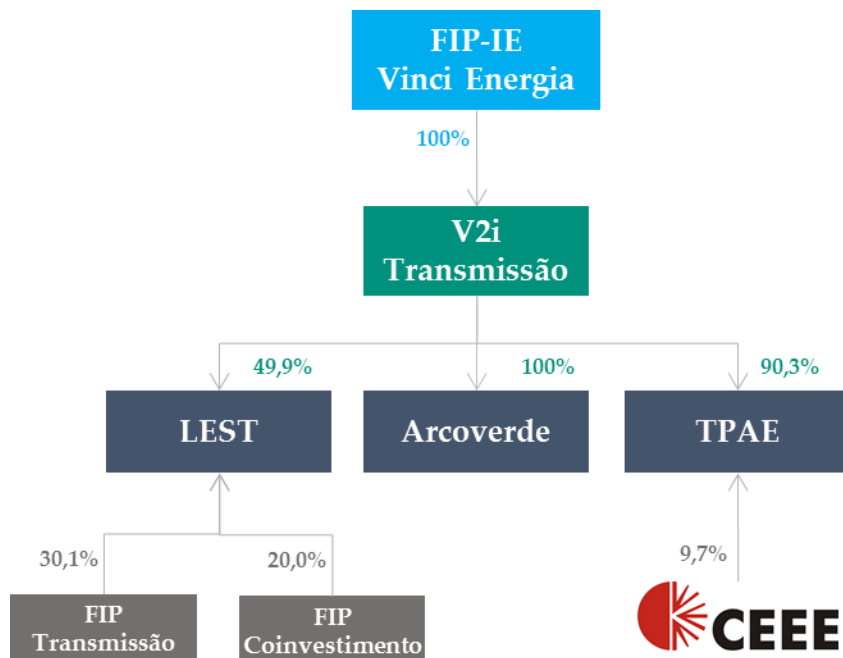 FIP-IE
Vinci Energia
100%
V2i
Transmissão
49,9%
100%
90,3%
LEST
Arcoverde
TPAE
30,1%
20,0%
9,7%
FIP
Transmissão
FIP
Coinvestimento
CEEE